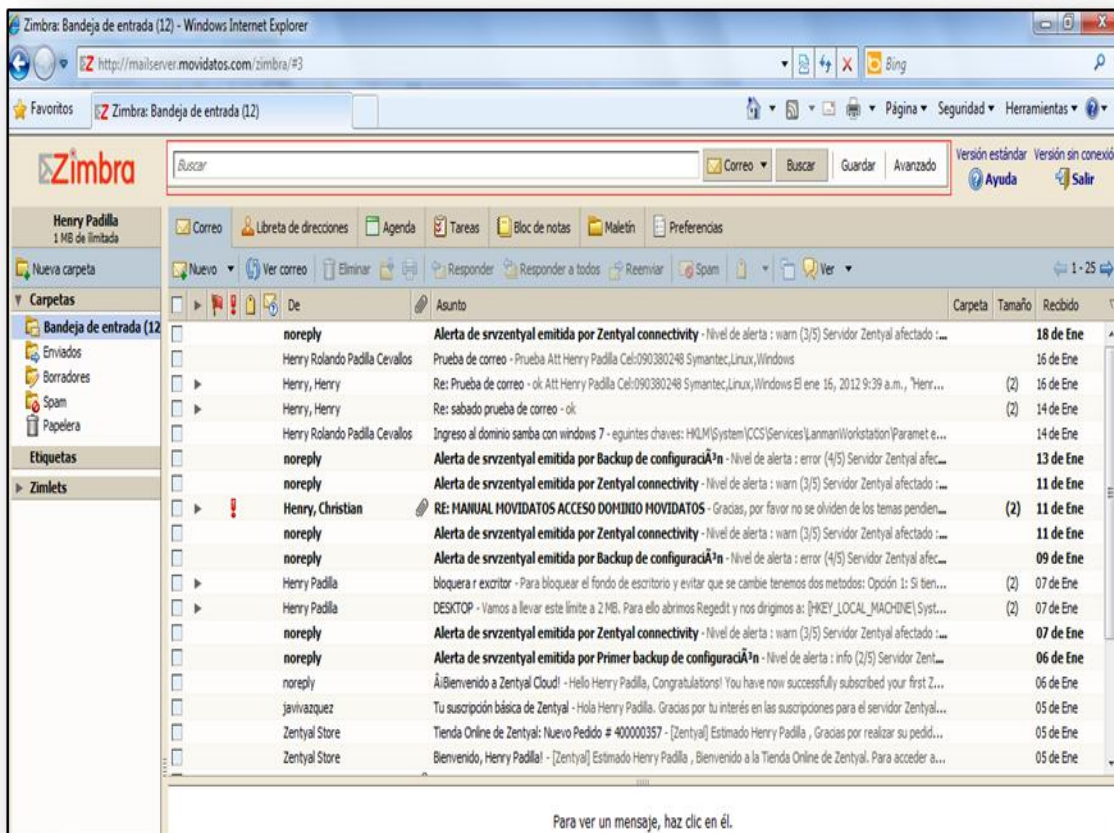 Zimbra: Bandeja de entrada (12) - Windows Internet Explorer
http://mailserver.movidatos.com/zimbra/#3
Bing
Favoritos Zimbra: Bandeja de entrada (12) Página Seguridad Herramientas
Zimbra
Buscar Correo Buscar Guardar Avanzado
Versión estándar Versión sin conexió
Ayuda Salir
Henry Padilla
1 MB de ilimitada
Correo Libreta de direcciones Agenda Tareas Bloc de notas Maletín Preferencias
Nueva carpeta Nuevo Ver correo Eliminar Responder Responder a todos Reenviar Spam Ver 1 - 25
Carpetas
Bandeja de entrada (12
Enviados
Borradores
Spam
Papelera
Etiquetas
Zimlets
De Asunto Carpeta Tamaño Recibido
noreply Alerta de srvzentyal emitida por Zentyal connectivity - Nivel de alerta : warn (3/5) Servidor Zentyal afectado :... 18 de Ene
Henry Rolando Padilla Cevallos Prueba de correo - Prueba Att Henry Padilla Cel:090380248 Symantec,Linux,Windows 16 de Ene
Henry, Henry Re: Prueba de correo - ok Att Henry Padilla Cel:090380248 Symantec,Linux,Windows El ene 16, 2012 9:39 a.m., "Henr... (2) 16 de Ene
Henry, Henry Re: sabado prueba de correo - ok (2) 14 de Ene
Henry Rolando Padilla Cevallos Ingreso al dominio samba con windows 7 - eguintes chaves: HKLM\System\CCS\Services\LanmanWorkstation\Paramet e... 14 de Ene
noreply Alerta de srvzentyal emitida por Backup de configuraciÃ³n - Nivel de alerta : error (4/5) Servidor Zentyal afec... 13 de Ene
noreply Alerta de srvzentyal emitida por Zentyal connectivity - Nivel de alerta : warn (3/5) Servidor Zentyal afectado :... 11 de Ene
Henry, Christian RE: MANUAL MOVIDATOS ACCESO DOMINIO MOVIDATOS - Gracias, por favor no se olviden de los temas pendien... (2) 11 de Ene
noreply Alerta de srvzentyal emitida por Zentyal connectivity - Nivel de alerta : warn (3/5) Servidor Zentyal afectado :... 11 de Ene
noreply Alerta de srvzentyal emitida por Backup de configuraciÃ³n - Nivel de alerta : error (4/5) Servidor Zentyal afec... 09 de Ene
Henry Padilla bloquera r excritor - Para bloquear el fondo de escritorio y evitar que se cambie tenemos dos metodos: Opción 1: Si tien... (2) 07 de Ene
Henry Padilla DESKTOP - Vamos a llevar este límite a 2 MB. Para ello abrimos Regedit y nos dirigimos a: [HKEY_LOCAL_MACHINE\ Syst... (2) 07 de Ene
noreply Alerta de srvzentyal emitida por Zentyal connectivity - Nivel de alerta : warn (3/5) Servidor Zentyal afectado :... 07 de Ene
noreply Alerta de srvzentyal emitida por Primer backup de configuraciÃ³n - Nivel de alerta : info (2/5) Servidor Zent... 06 de Ene
noreply Â¡Bienvenido a Zentyal Cloud! - Hello Henry Padilla, Congratulations! You have now successfully subscribed your first Z... 06 de Ene
javivazquez Tu suscripción básica de Zentyal - Hola Henry Padilla. Gracias por tu interés en las suscripciones para el servidor Zentyal... 05 de Ene
Zentyal Store Tienda Online de Zentyal: Nuevo Pedido # 400000357 - [Zentyal] Estimado Henry Padilla , Gracias por realizar su pedid... 05 de Ene
Zentyal Store Bienvenido, Henry Padilla! - [Zentyal] Estimado Henry Padilla , Bienvenido a la Tienda Online de Zentyal. Para acceder a... 05 de Ene
Para ver un mensaje, haz clic en él.